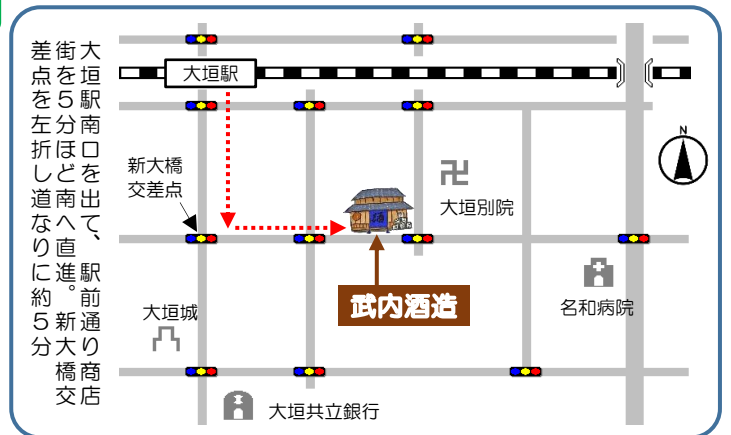 大垣駅南口を出て、駅前通り商店
街を５分ほど南へ直進。新大橋交
差点を左折し道なりに約５分
大垣駅
N
新大橋
交差点
大垣別院
大垣城
武内酒造
名和病院
大垣共立銀行